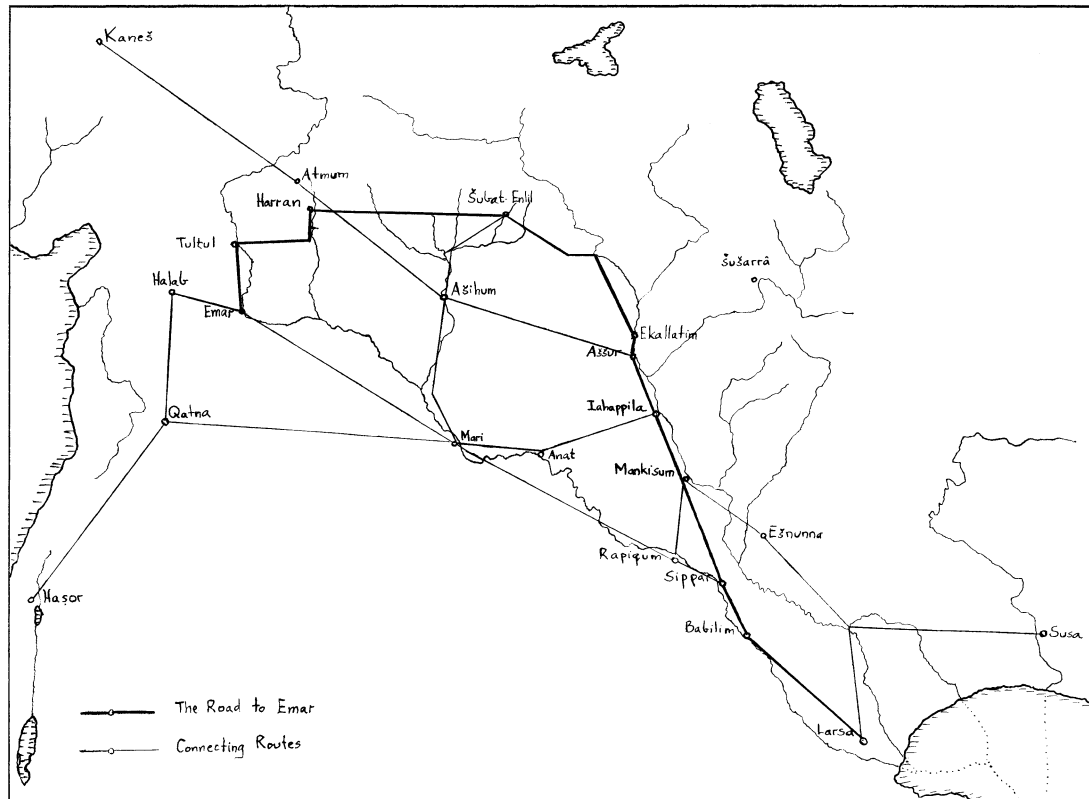 Kaneš
Atmum
Harran
Šubat-Enlil
Tultul
Šušarrâ
Halab
Ašihum
Emar
Ekallatim
Aššur
Iahappila
Qatna
Mari
Anat
Mankisum
Ešnunna
Rapiqum
Sippar
Haṣor
Babilim
Susa
The Road to Emar
Larsa
Connecting Routes